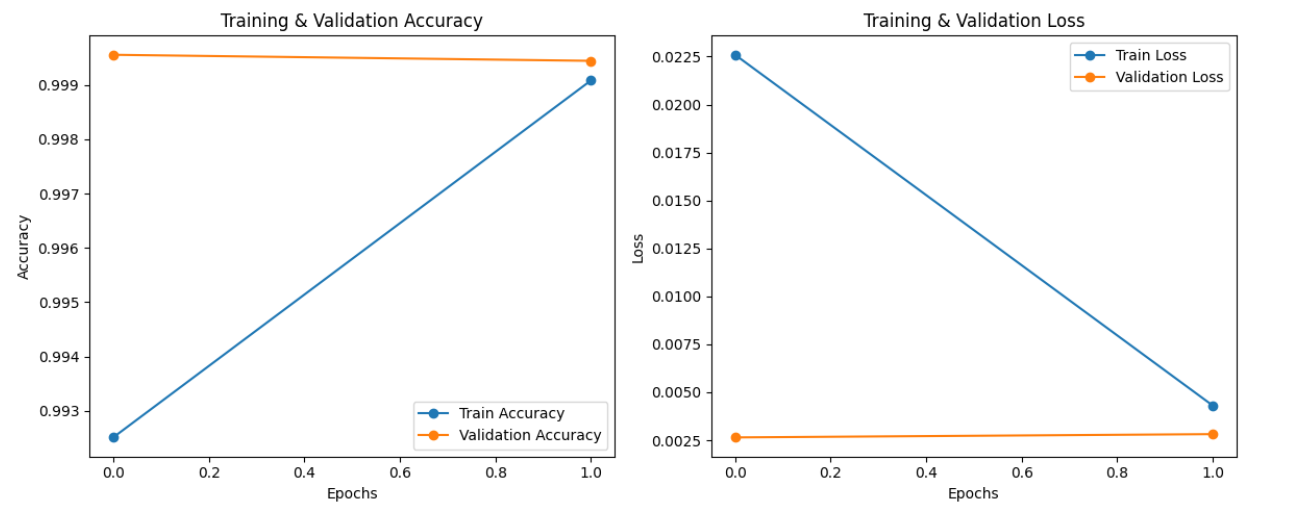 Training & Validation Accuracy
Accuracy
0.999
0.998
0.997
0.996
0.995
0.994
0.993
Train Accuracy
Validation Accuracy
0.0 0.2 0.4 0.6 0.8 1.0
Epochs
Training & Validation Loss
Loss
0.0225
0.0200
0.0175
0.0150
0.0125
0.0100
0.0075
0.0050
0.0025
Train Loss
Validation Loss
0.0 0.2 0.4 0.6 0.8 1.0
Epochs